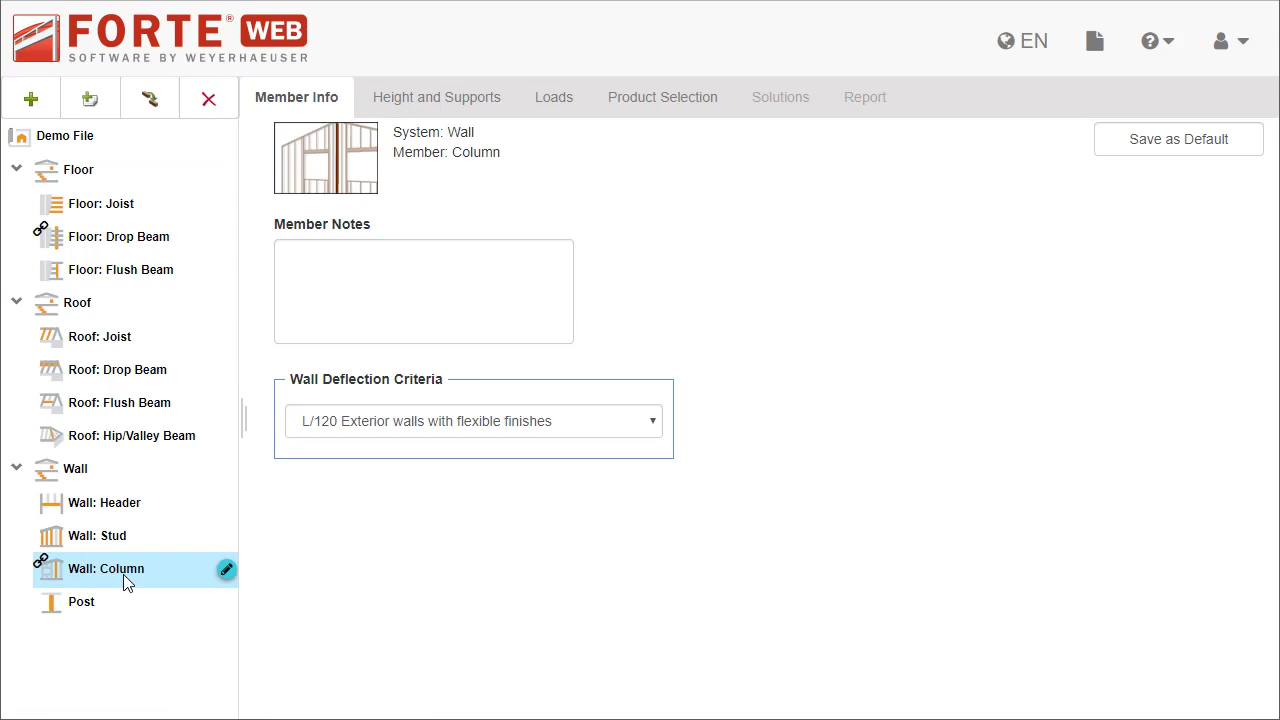 FORTE® WEB
SOFTWARE BY WEYERHAEUSER
EN
Member Info
Height and Supports
Loads
Product Selection
Solutions
Report
Demo File
Floor
Floor: Joist
Floor: Drop Beam
Floor: Flush Beam
Roof
Roof: Joist
Roof: Drop Beam
Roof: Flush Beam
Roof: Hip/Valley Beam
Wall
Wall: Header
Wall: Stud
Wall: Column
Post
System: Wall
Member: Column
Save as Default
Member Notes
Wall Deflection Criteria
L/120 Exterior walls with flexible finishes